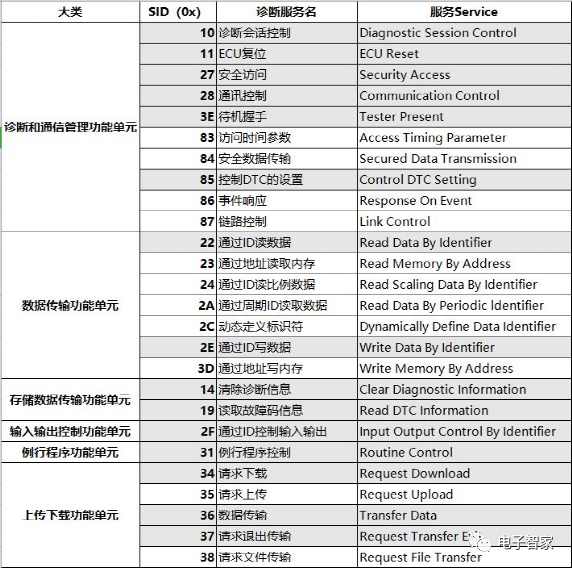 大类 SID（0x） 诊断服务名 服务Service
诊断和通信管理功能单元
10 诊断会话控制 Diagnostic Session Control
11 ECU复位 ECU Reset
27 安全访问 Security Access
28 通讯控制 Communication Control
3E 待机握手 Tester Present
83 访问时间参数 Access Timing Parameter
84 安全数据传输 Secured Data Transmission
85 控制DTC的设置 Control DTC Setting
86 事件响应 Response On Event
87 链路控制 Link Control
数据传输功能单元
22 通过ID读数据 Read Data By Identifier
23 通过地址读取内存 Read Memory By Address
24 通过ID读比例数据 Read Scaling Data By Identifier
2A 通过周期ID读取数据 Read Data By Periodic Identifier
2C 动态定义标识符 Dynamically Define Data Identifier
2E 通过ID写数据 Write Data By Identifier
3D 通过地址写内存 Write Memory By Address
存储数据传输功能单元
14 清除诊断信息 Clear Diagnostic Information
19 读取故障码信息 Read DTC Information
输入输出控制功能单元 2F 通过ID控制输入输出 Input Output Control By Identifier
例行程序功能单元 31 例行程序控制 Routine Control
上传下载功能单元
34 请求下载 Request Download
35 请求上传 Request Upload
36 数据传输 Transfer Data
37 请求退出传输 Request Transfer
38 请求文件传输 Request File Transfer
电子智家